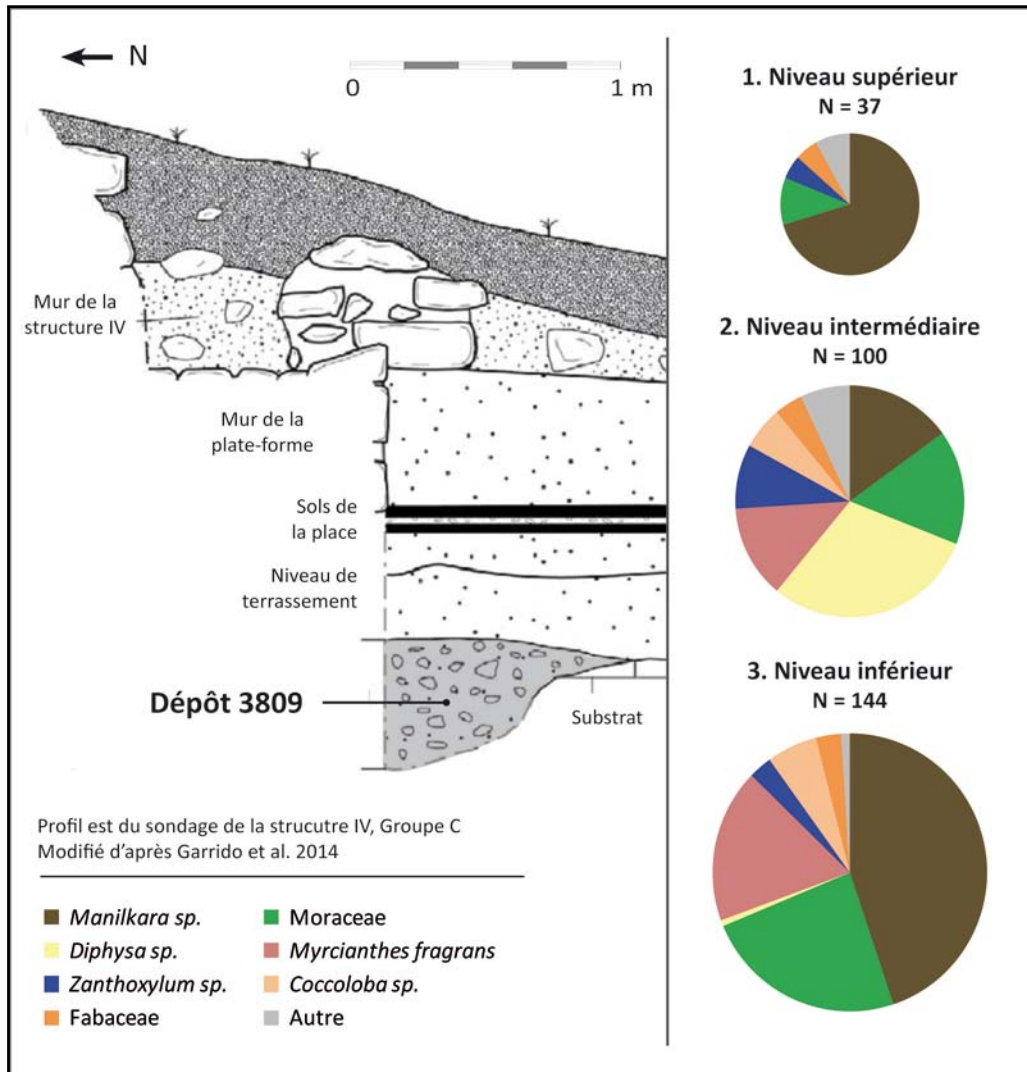 N
0 1 m
Mur de la
structure IV
Mur de la
plate-forme
Sols de
la place
Niveau de
terrassement
Dépôt 3809
Substrat
Profil est du sondage de la strucutre IV, Groupe C
Modifié d'après Garrido et al. 2014
Manilkara sp.
Diphysa sp.
Zanthoxylum sp.
Fabaceae
Moraceae
Myrcianthes fragrans
Coccoloba sp.
Autre
1. Niveau supérieur
N = 37
2. Niveau intermédiaire
N = 100
3. Niveau inférieur
N = 144